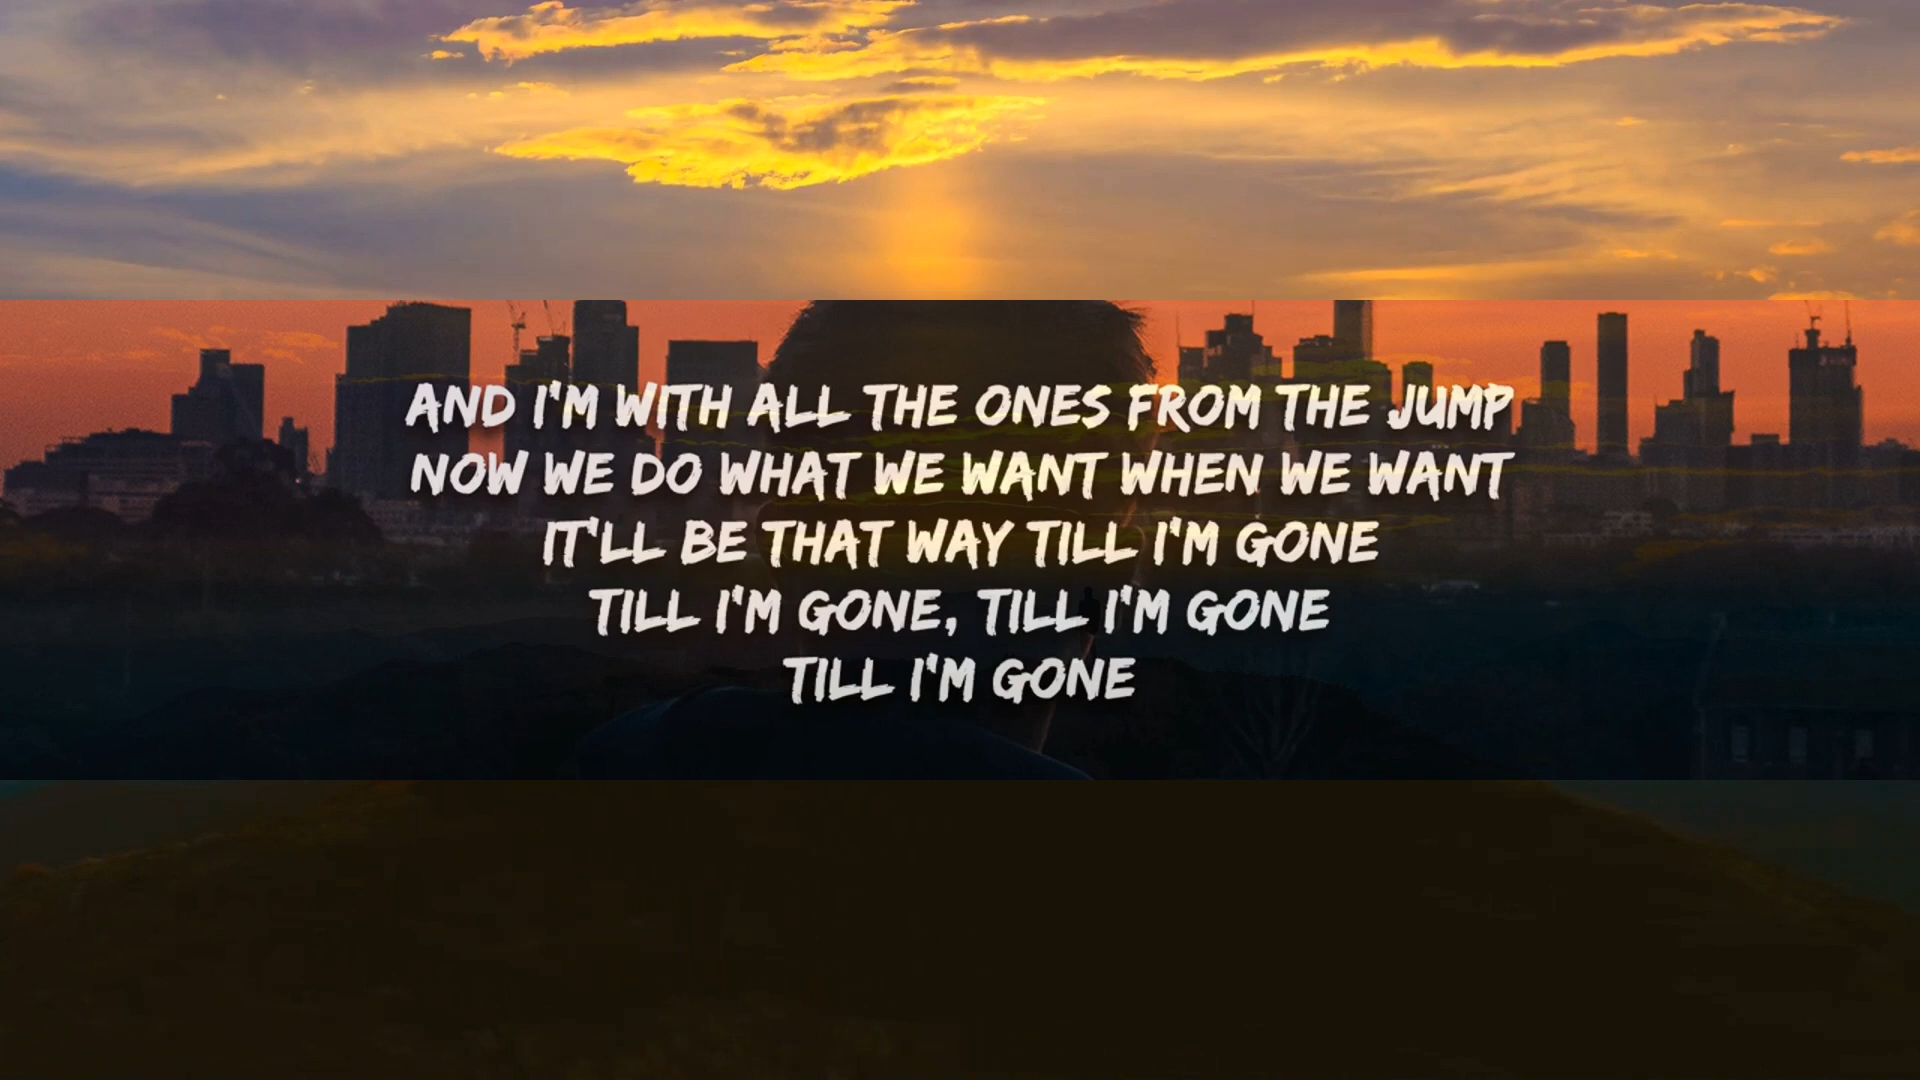 AND I'M WITH ALL THE ONES FROM THE JUMP
NOW WE DO WHAT WE WANT WHEN WE WANT
IT'LL BE THAT WAY TILL I'M GONE
TILL I'M GONE, TILL I'M GONE
TILL I'M GONE